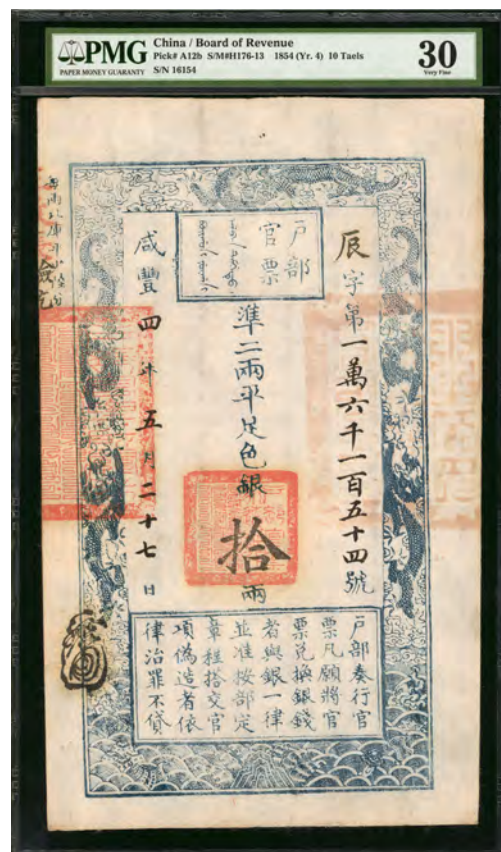 PMG
PAPER MONEY GUARANTY
China / Board of Revenue
Pick# A12b S/M#H176-13 1854 (Yr. 4) 10 Taels
S/N 16154
30
Very Fine
戶部
官票
辰字第一萬六千一百五十四號
準二兩平足色銀拾兩
咸豐四年五月二十七日
戶部奏行官
票凡願將官
票兌換銀錢
者與銀一律
並准按部定
章程搭交官
項偽造者依
律治罪不貸